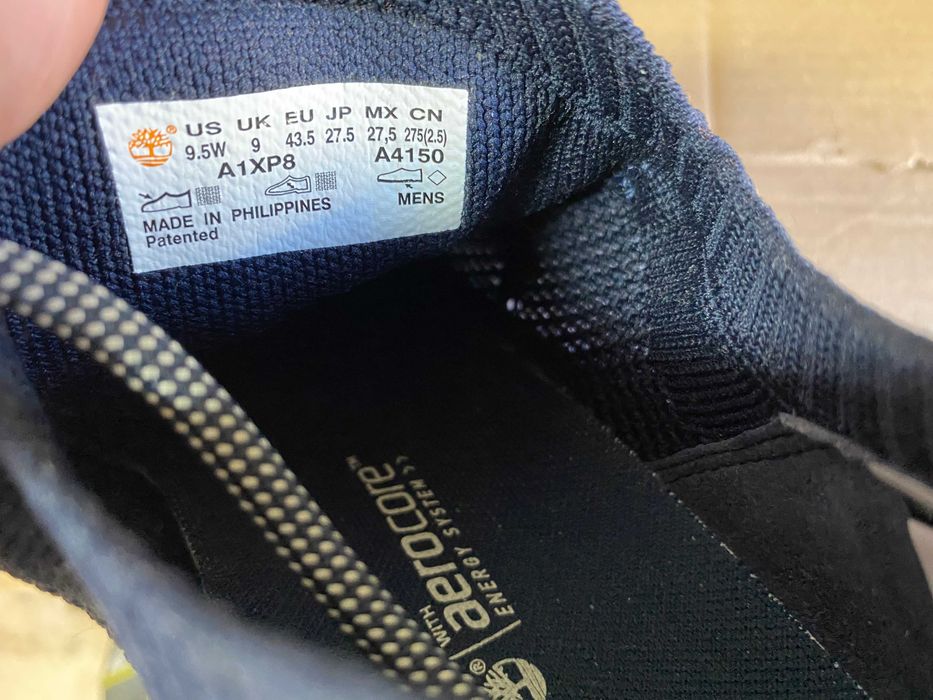 ® US UK EU JP MX CN
9.5W 9 43.5 27.5 27,5 275(2.5)
A1XP8 A4150
MADE IN PHILIPPINES MENS
Patented
WITH
aerocore™
ENERGY SYSTEM >>
®